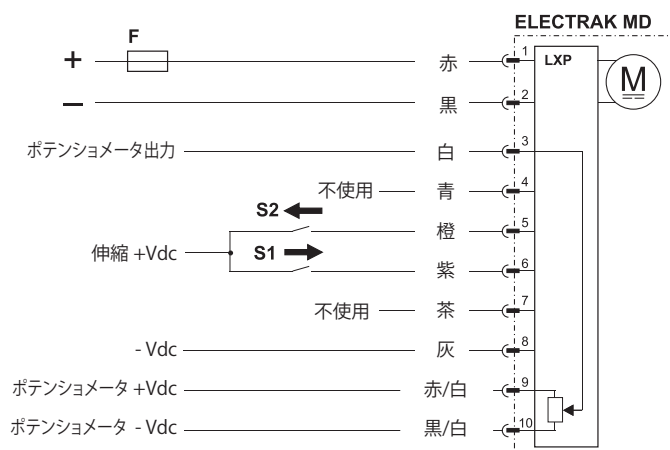 ELECTRAK MD
F
+ 赤 1 LXP
M
− 黒 2
ポテンショメータ出力 白 3
不使用 青 4
S2
橙 5
伸縮 +Vdc S1
紫 6
不使用 茶 7
- Vdc 灰 8
ポテンショメータ +Vdc 赤/白 9
ポテンショメータ - Vdc 黒/白 10